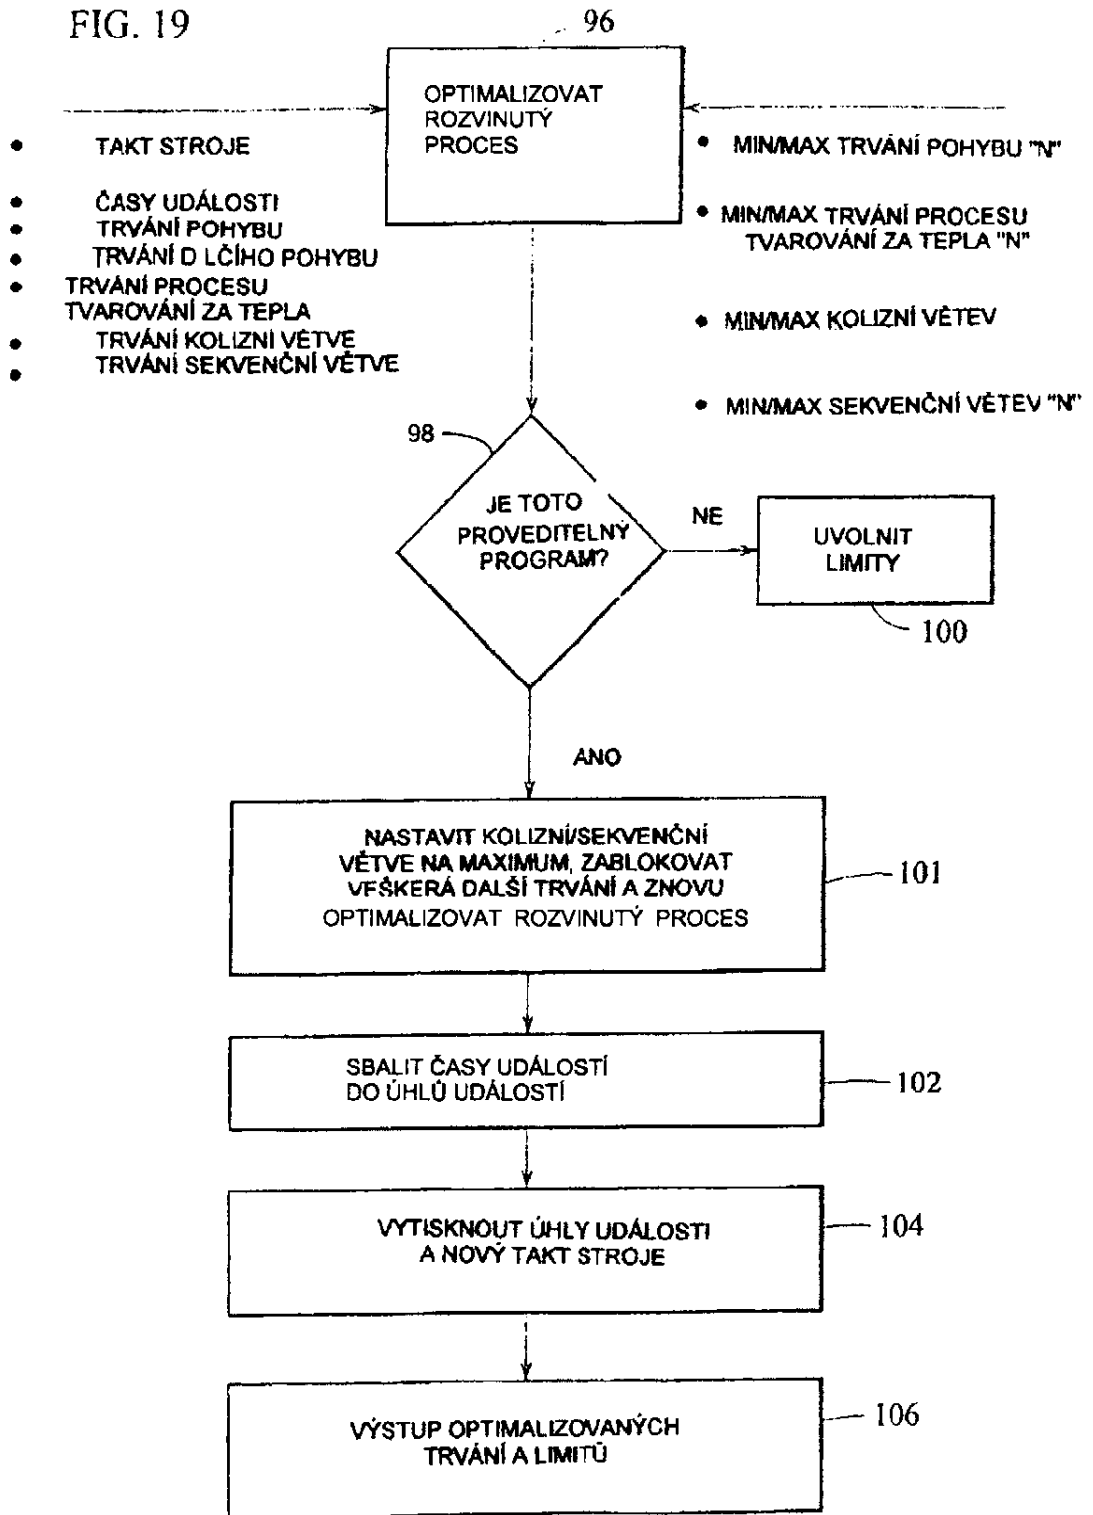 FIG. 19
96
OPTIMALIZOVAT
ROZVINUTÝ
PROCES
• TAKT STROJE
• ČASY UDÁLOSTI
• TRVÁNÍ POHYBU
• TRVÁNÍ D LČÍHO POHYBU
• TRVÁNÍ PROCESU
TVAROVÁNÍ ZA TEPLA
• TRVÁNÍ KOLIZNÍ VĚTVE
• TRVÁNÍ SEKVENČNÍ VĚTVE
• MIN/MAX TRVÁNÍ POHYBU "N"
• MIN/MAX TRVÁNÍ PROCESU
TVAROVÁNÍ ZA TEPLA "N"
• MIN/MAX KOLIZNÍ VĚTEV
• MIN/MAX SEKVENČNÍ VĚTEV "N"
98
JE TOTO
PROVEDITELNÝ
PROGRAM?
NE
UVOLNIT
LIMITY
100
ANO
NASTAVIT KOLIZNÍ/SEKVENČNÍ
VĚTVE NA MAXIMUM, ZABLOKOVAT
VEŠKERÁ DALŠÍ TRVÁNÍ A ZNOVU
OPTIMALIZOVAT ROZVINUTÝ PROCES
101
SBALIT ČASY UDÁLOSTÍ
DO ÚHLŮ UDÁLOSTÍ
102
VYTISKNOUT ÚHLY UDÁLOSTI
A NOVÝ TAKT STROJE
104
VÝSTUP OPTIMALIZOVANÝCH
TRVÁNÍ A LIMITŮ
106